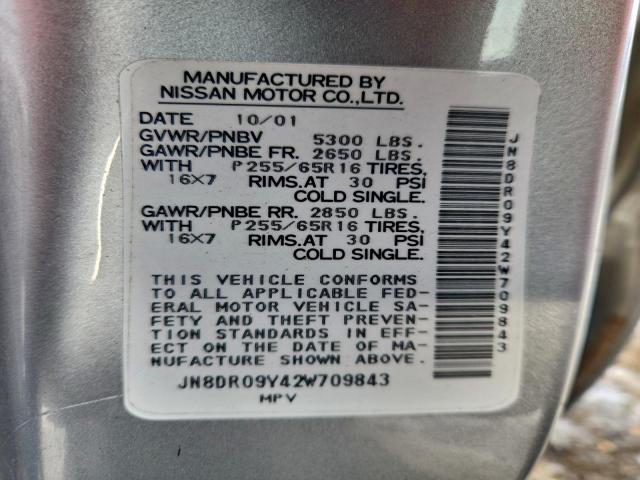 MANUFACTURED BY
NISSAN MOTOR CO.,LTD.
DATE 10/01
GVWR/PNBV 5300 LBS.
GAWR/PNBE FR. 2650 LBS.
WITH P255/65R16 TIRES,
16X7 RIMS.AT 30 PSI
COLD SINGLE.
GAWR/PNBE RR. 2850 LBS.
WITH P255/65R16 TIRES,
16X7 RIMS.AT 30 PSI
COLD SINGLE.
THIS VEHICLE CONFORMS
TO ALL APPLICABLE FED-
ERAL MOTOR VEHICLE SA-
FETY AND THEFT PREVEN-
TION STANDARDS IN EFF-
ECT ON THE DATE OF MA-
NUFACTURE SHOWN ABOVE.
JN8DR09Y42W709843
MPV
JN8DR09Y42W709843